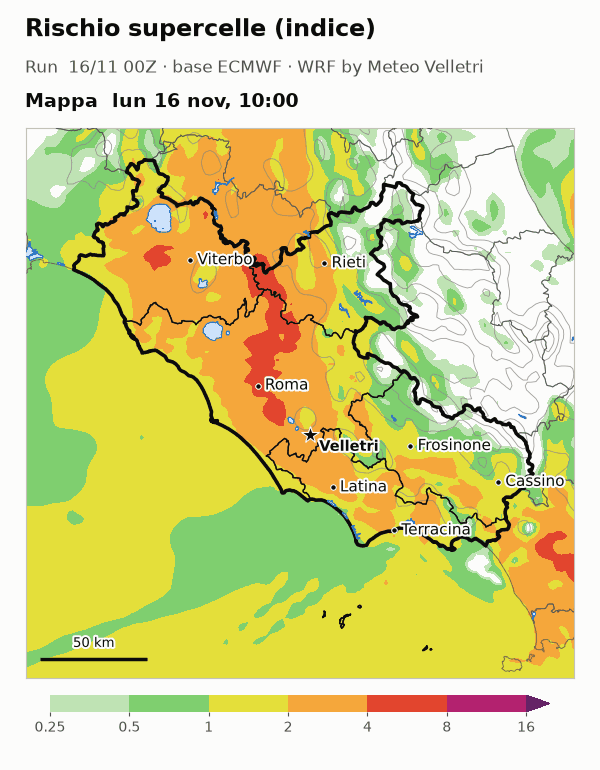 Rischio supercelle (indice)
Run  16/11 00Z · base ECMWF · WRF by Meteo Velletri
Mappa  lun 16 nov, 10:00
Viterbo
Rieti
Roma
Velletri
Frosinone
Cassino
Latina
Terracina
50 km
0.25 0.5 1 2 4 8 16